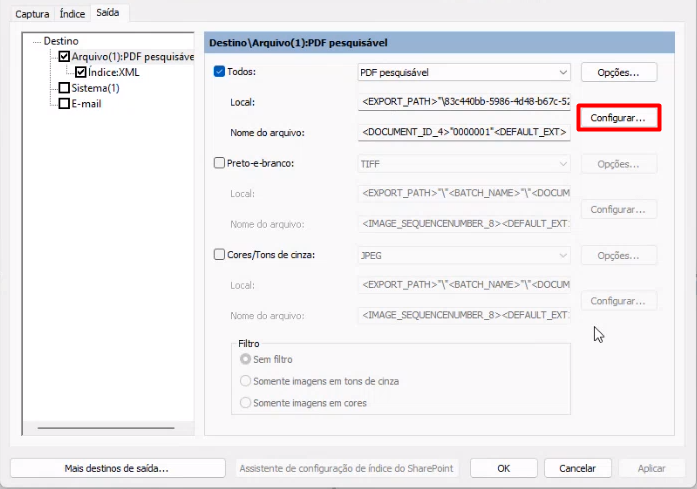 Captura Índice Saída
Destino
Arquivo(1):PDF pesquisáve
Índice:XML
Sistema(1)
E-mail
Destino\Arquivo(1):PDF pesquisável
Todos: PDF pesquisável Opções...
Local: <EXPORT_PATH>"\83c440bb-5986-4d48-b67c-52
Configurar...
Nome do arquivo: <DOCUMENT_ID_4>"0000001"<DEFAULT_EXT>
Preto-e-branco: TIFF Opções...
Local: <EXPORT_PATH>"\"<BATCH_NAME>"\"<DOCUM
Configurar...
Nome do arquivo: <IMAGE_SEQUENCENUMBER_8><DEFAULT_EXT>
Cores/Tons de cinza: JPEG Opções...
Local: <EXPORT_PATH>"\"<BATCH_NAME>"\"<DOCUM
Configurar...
Nome do arquivo: <IMAGE_SEQUENCENUMBER_8><DEFAULT_EXT>
Filtro
Sem filtro
Somente imagens em tons de cinza
Somente imagens em cores
Mais destinos de saída... Assistente de configuração de índice do SharePoint OK Cancelar Aplicar